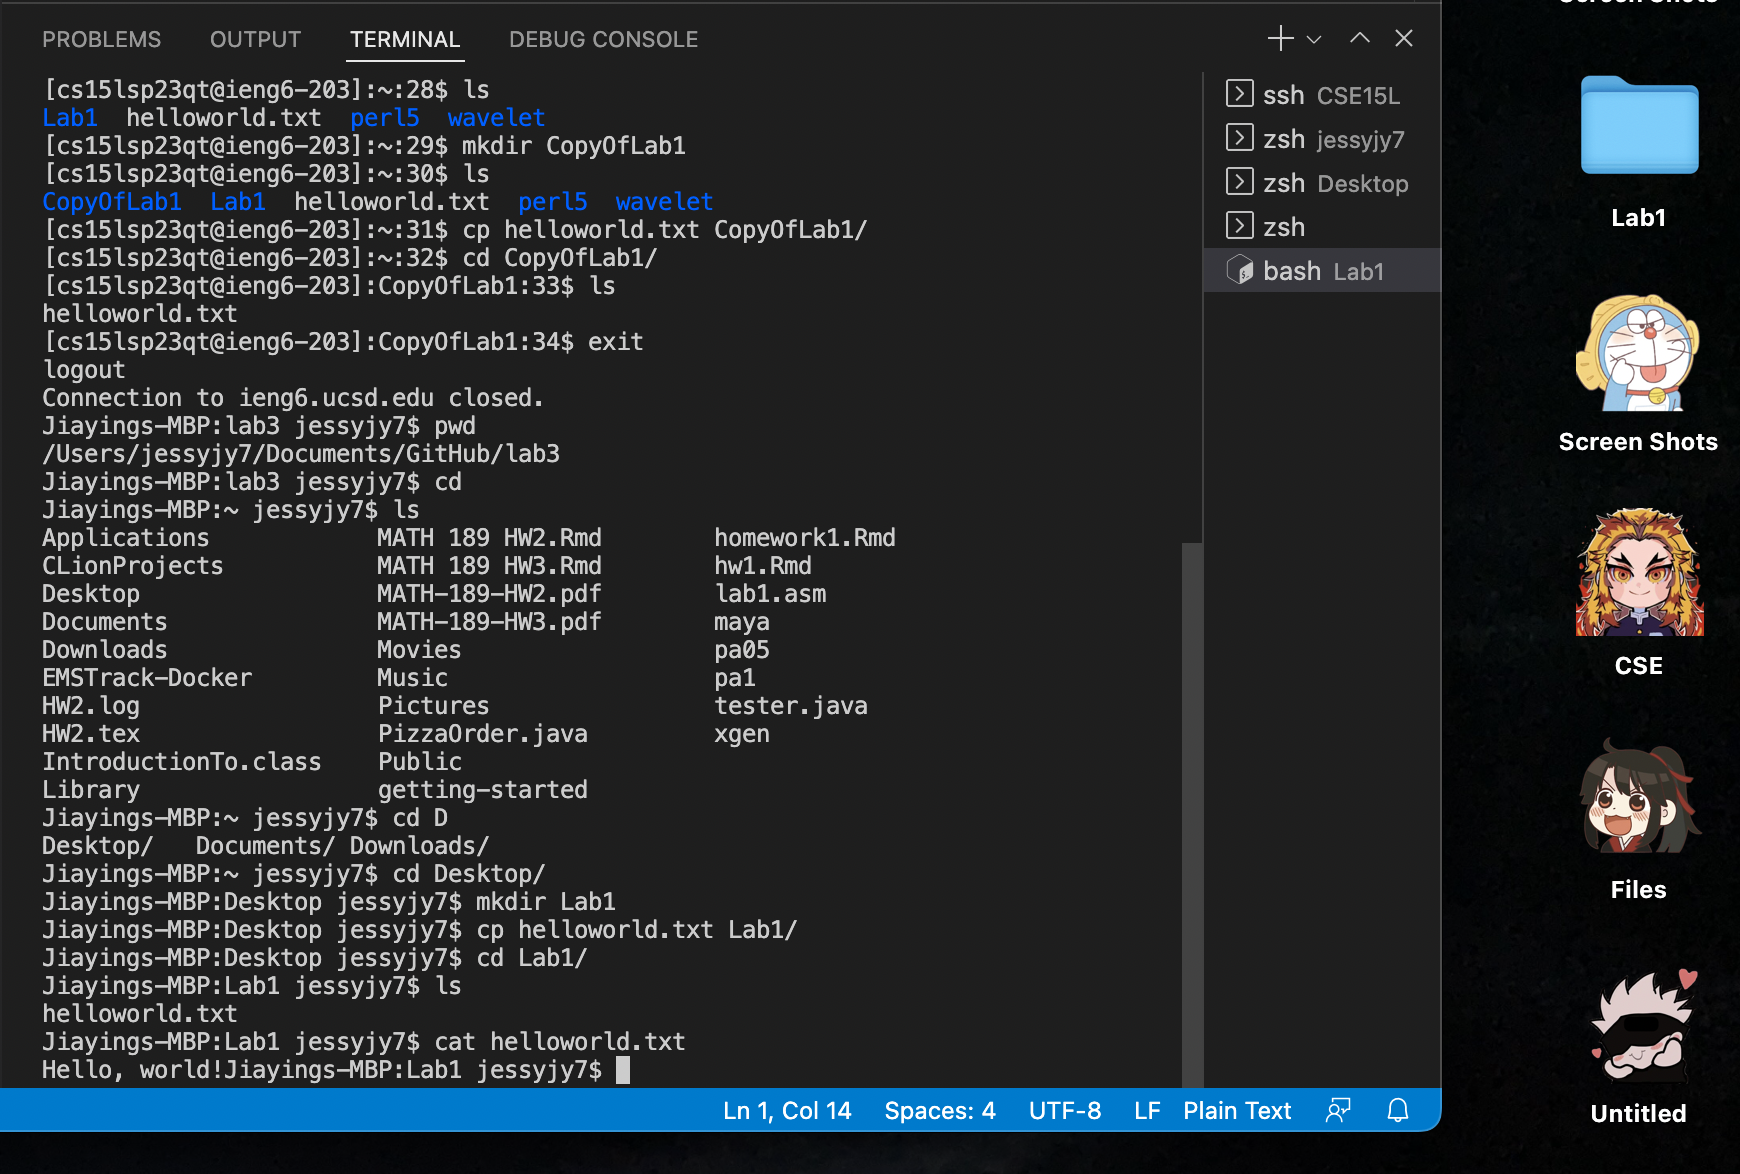 PROBLEMS OUTPUT TERMINAL DEBUG CONSOLE
[cs15lsp23qt@ieng6-203]:~:28$ ls
Lab1  helloworld.txt  perl5  wavelet
[cs15lsp23qt@ieng6-203]:~:29$ mkdir CopyOfLab1
[cs15lsp23qt@ieng6-203]:~:30$ ls
CopyOfLab1  Lab1  helloworld.txt  perl5  wavelet
[cs15lsp23qt@ieng6-203]:~:31$ cp helloworld.txt CopyOfLab1/
[cs15lsp23qt@ieng6-203]:~:32$ cd CopyOfLab1/
[cs15lsp23qt@ieng6-203]:CopyOfLab1:33$ ls
helloworld.txt
[cs15lsp23qt@ieng6-203]:CopyOfLab1:34$ exit
logout
Connection to ieng6.ucsd.edu closed.
Jiayings-MBP:lab3 jessyjy7$ pwd
/Users/jessyjy7/Documents/GitHub/lab3
Jiayings-MBP:lab3 jessyjy7$ cd
Jiayings-MBP:~ jessyjy7$ ls
Applications MATH 189 HW2.Rmd homework1.Rmd
CLionProjects MATH 189 HW3.Rmd hw1.Rmd
Desktop MATH-189-HW2.pdf lab1.asm
Documents MATH-189-HW3.pdf maya
Downloads Movies pa05
EMSTrack-Docker Music pa1
HW2.log Pictures tester.java
HW2.tex PizzaOrder.java xgen
IntroductionTo.class Public
Library getting-started
Jiayings-MBP:~ jessyjy7$ cd D
Desktop/ Documents/ Downloads/
Jiayings-MBP:~ jessyjy7$ cd Desktop/
Jiayings-MBP:Desktop jessyjy7$ mkdir Lab1
Jiayings-MBP:Desktop jessyjy7$ cp helloworld.txt Lab1/
Jiayings-MBP:Desktop jessyjy7$ cd Lab1/
Jiayings-MBP:Lab1 jessyjy7$ ls
helloworld.txt
Jiayings-MBP:Lab1 jessyjy7$ cat helloworld.txt
Hello, world!Jiayings-MBP:Lab1 jessyjy7$
ssh CSE15L
zsh jessyjy7
zsh Desktop
zsh
bash Lab1
Ln 1, Col 14 Spaces: 4 UTF-8 LF Plain Text
Screen Shots
Lab1
Screen Shots
CSE
Files
Untitled